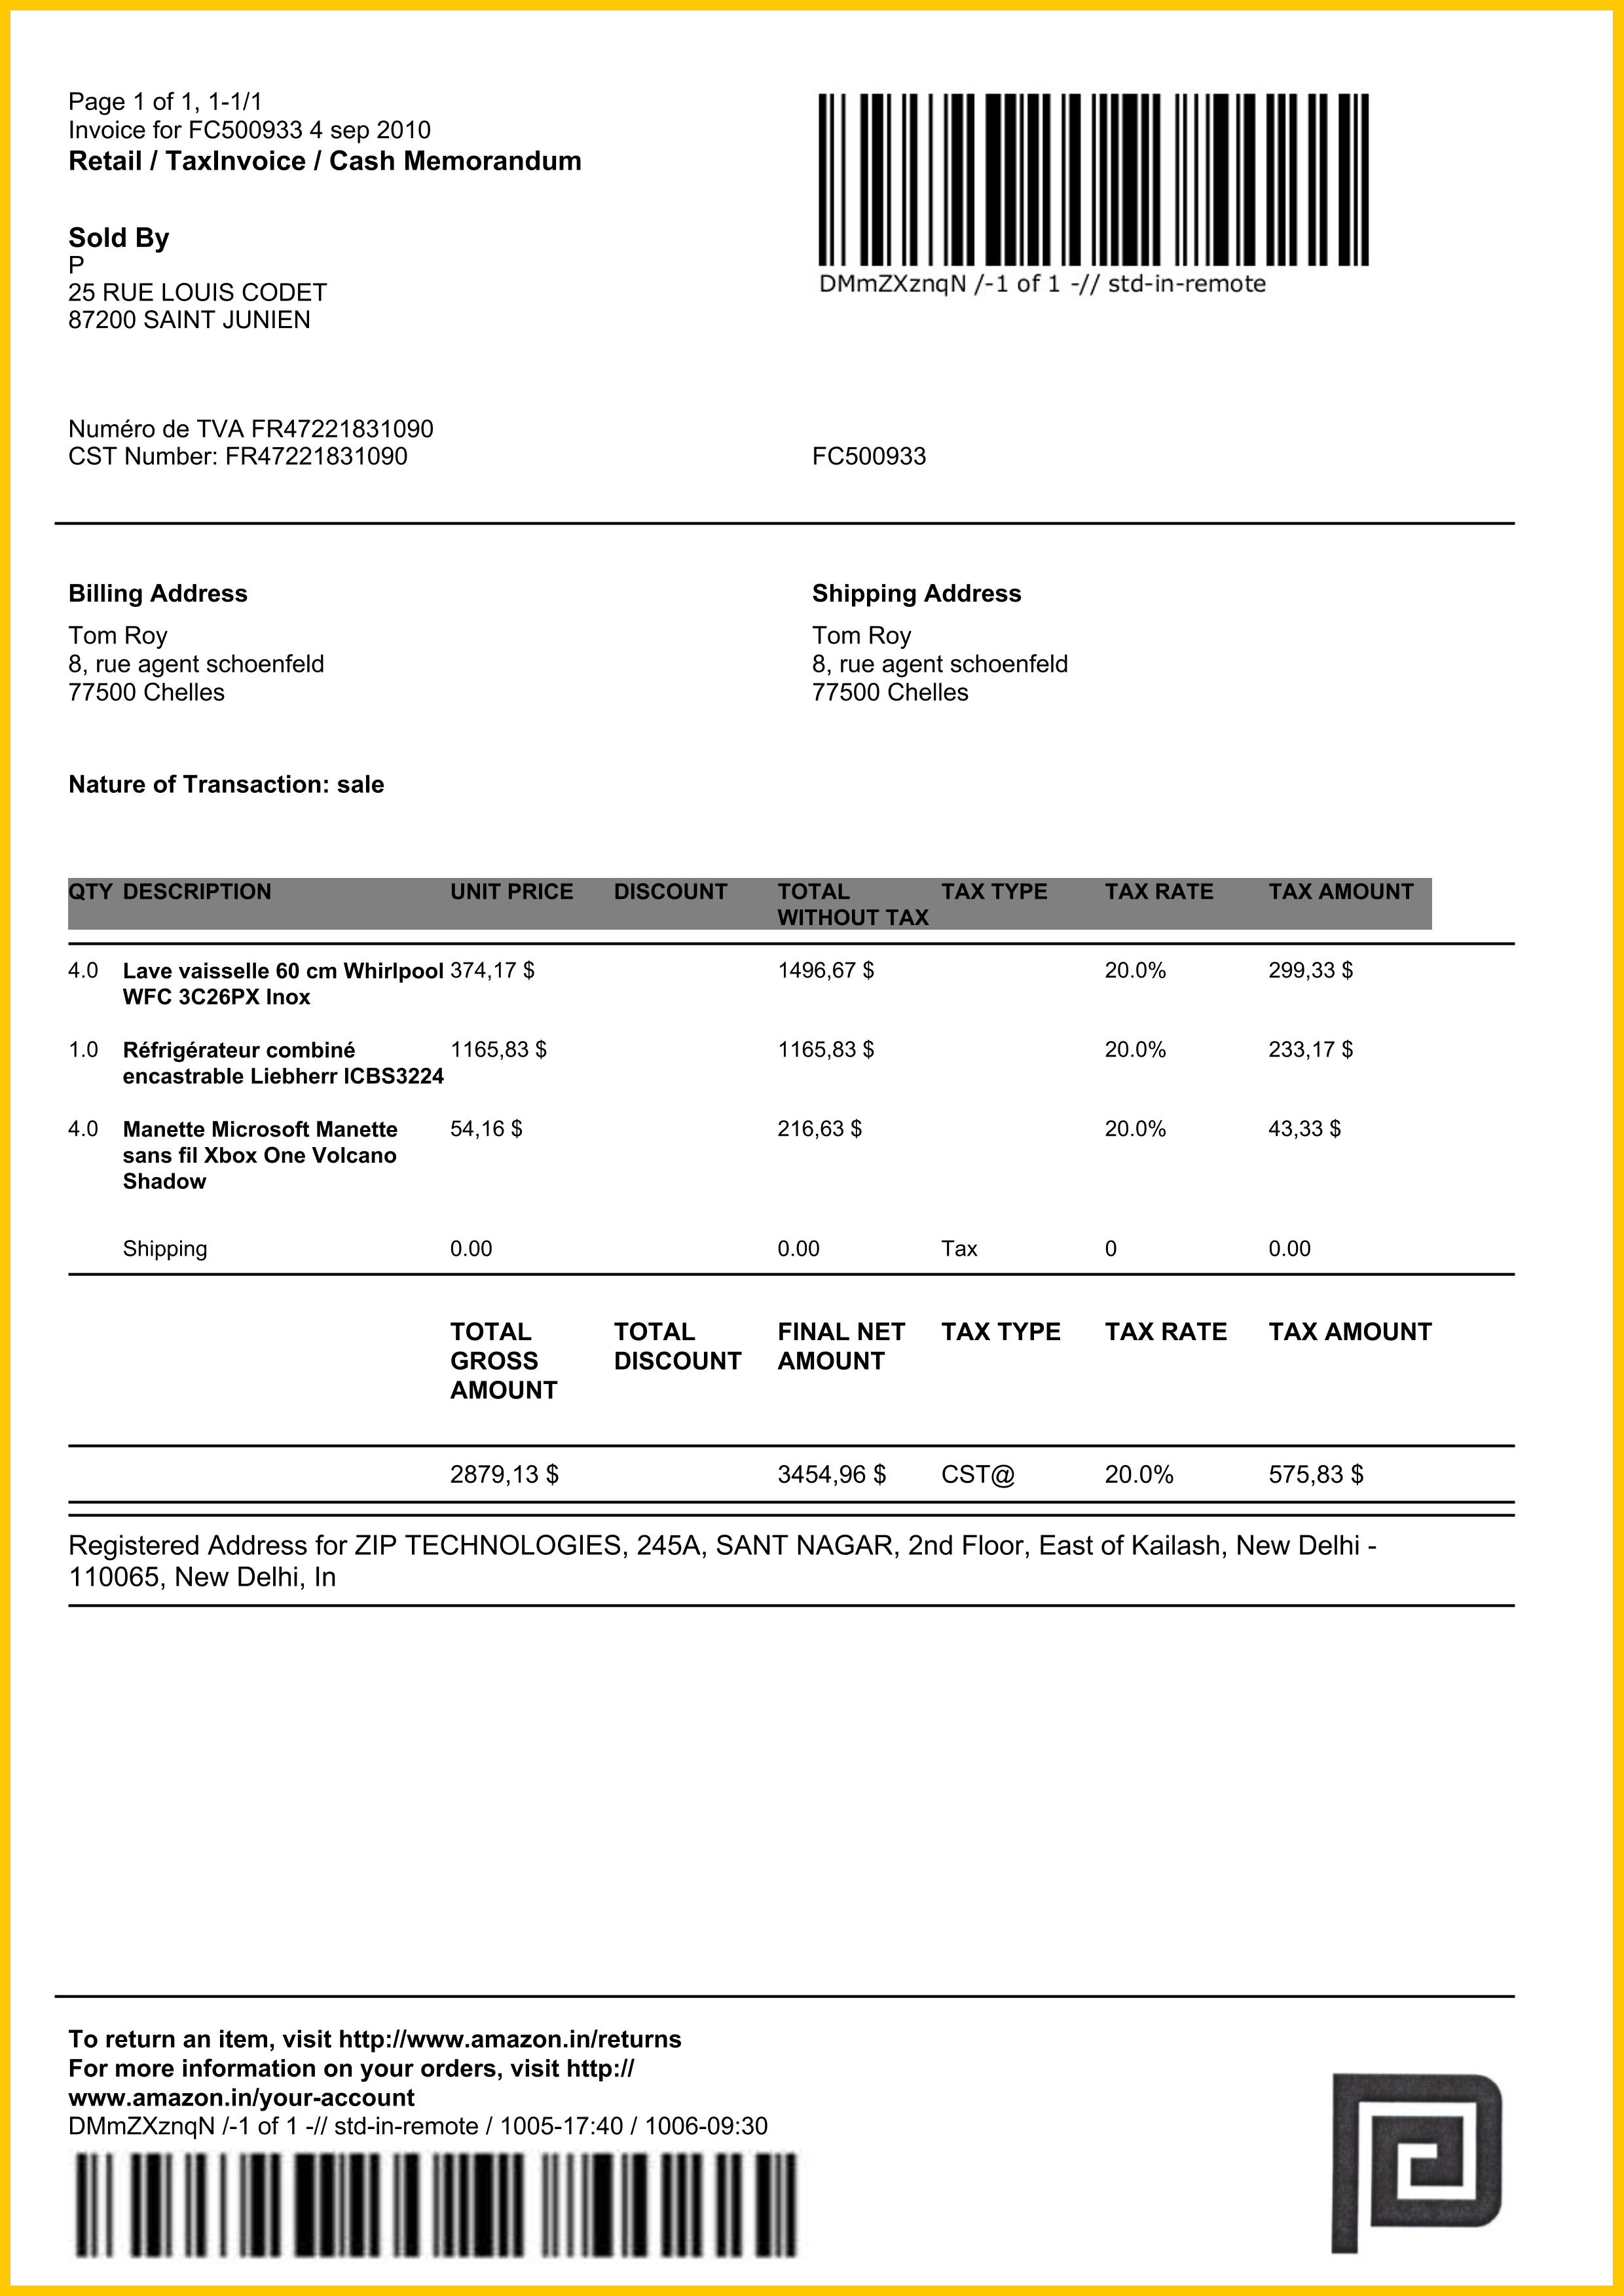 Page 1 of 1, 1-1/1
Invoice for FC500933 4 sep 2010
Retail / TaxInvoice / Cash Memorandum
DMmZXznqN /-1 of 1 -// std-in-remote
Sold By
P
25 RUE LOUIS CODET
87200 SAINT JUNIEN
Numéro de TVA FR47221831090
CST Number: FR47221831090 FC500933
Billing Address
Tom Roy
8, rue agent schoenfeld
77500 Chelles
Shipping Address
Tom Roy
8, rue agent schoenfeld
77500 Chelles
Nature of Transaction: sale
QTY DESCRIPTION UNIT PRICE DISCOUNT TOTAL TAX TYPE TAX RATE TAX AMOUNT
WITHOUT TAX
4.0 Lave vaisselle 60 cm Whirlpool 374,17 $ 1496,67 $ 20.0% 299,33 $
WFC 3C26PX Inox
1.0 Réfrigérateur combiné 1165,83 $ 1165,83 $ 20.0% 233,17 $
encastrable Liebherr ICBS3224
4.0 Manette Microsoft Manette 54,16 $ 216,63 $ 20.0% 43,33 $
sans fil Xbox One Volcano
Shadow
Shipping 0.00 0.00 Tax 0 0.00
TOTAL TOTAL FINAL NET TAX TYPE TAX RATE TAX AMOUNT
GROSS DISCOUNT AMOUNT
AMOUNT
2879,13 $ 3454,96 $ CST@ 20.0% 575,83 $
Registered Address for ZIP TECHNOLOGIES, 245A, SANT NAGAR, 2nd Floor, East of Kailash, New Delhi -
110065, New Delhi, In
To return an item, visit http://www.amazon.in/returns
For more information on your orders, visit http://
www.amazon.in/your-account
DMmZXznqN /-1 of 1 -// std-in-remote / 1005-17:40 / 1006-09:30